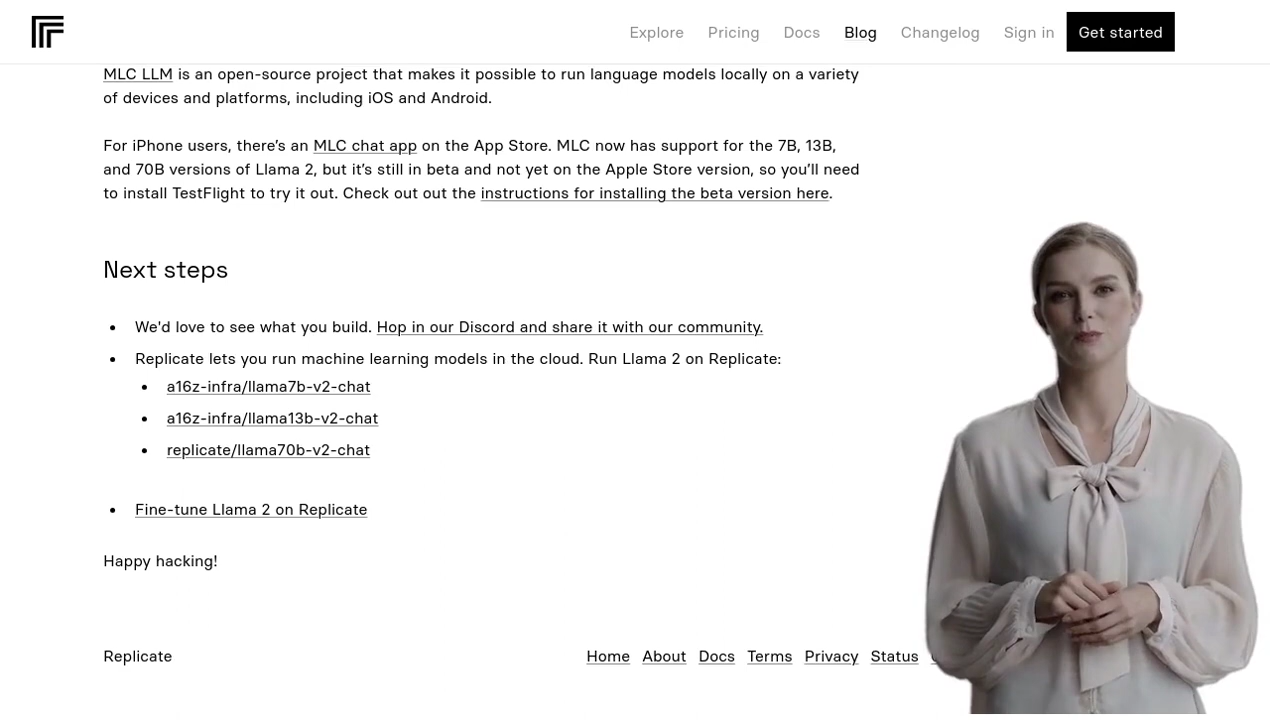 Explore Pricing Docs Blog Changelog Sign in Get started
MLC LLM is an open-source project that makes it possible to run language models locally on a variety
of devices and platforms, including iOS and Android.
For iPhone users, there’s an MLC chat app on the App Store. MLC now has support for the 7B, 13B,
and 70B versions of Llama 2, but it’s still in beta and not yet on the Apple Store version, so you’ll need
to install TestFlight to try it out. Check out out the instructions for installing the beta version here.
Next steps
We'd love to see what you build. Hop in our Discord and share it with our community.
Replicate lets you run machine learning models in the cloud. Run Llama 2 on Replicate:
a16z-infra/llama7b-v2-chat
a16z-infra/llama13b-v2-chat
replicate/llama70b-v2-chat
Fine-tune Llama 2 on Replicate
Happy hacking!
Replicate Home About Docs Terms Privacy Status